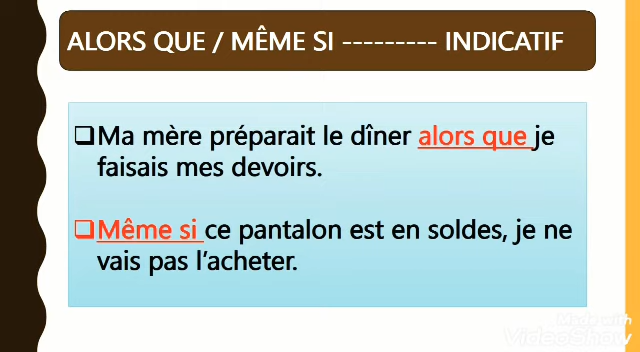 ALORS QUE / MÊME SI --------- INDICATIF
❑Ma mère préparait le dîner alors que je
faisais mes devoirs.
❑Même si ce pantalon est en soldes, je ne
vais pas l’acheter.
Made with
VideoShow